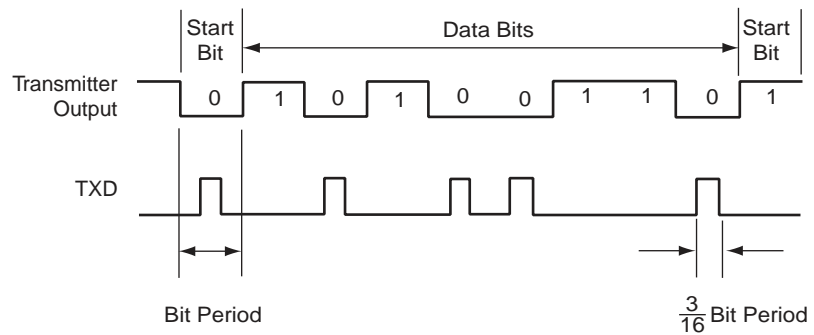 Start Bit
Data Bits
Start Bit
Transmitter Output
0 1 0 1 0 0 1 1 0 1
TXD
Bit Period
3/16 Bit Period